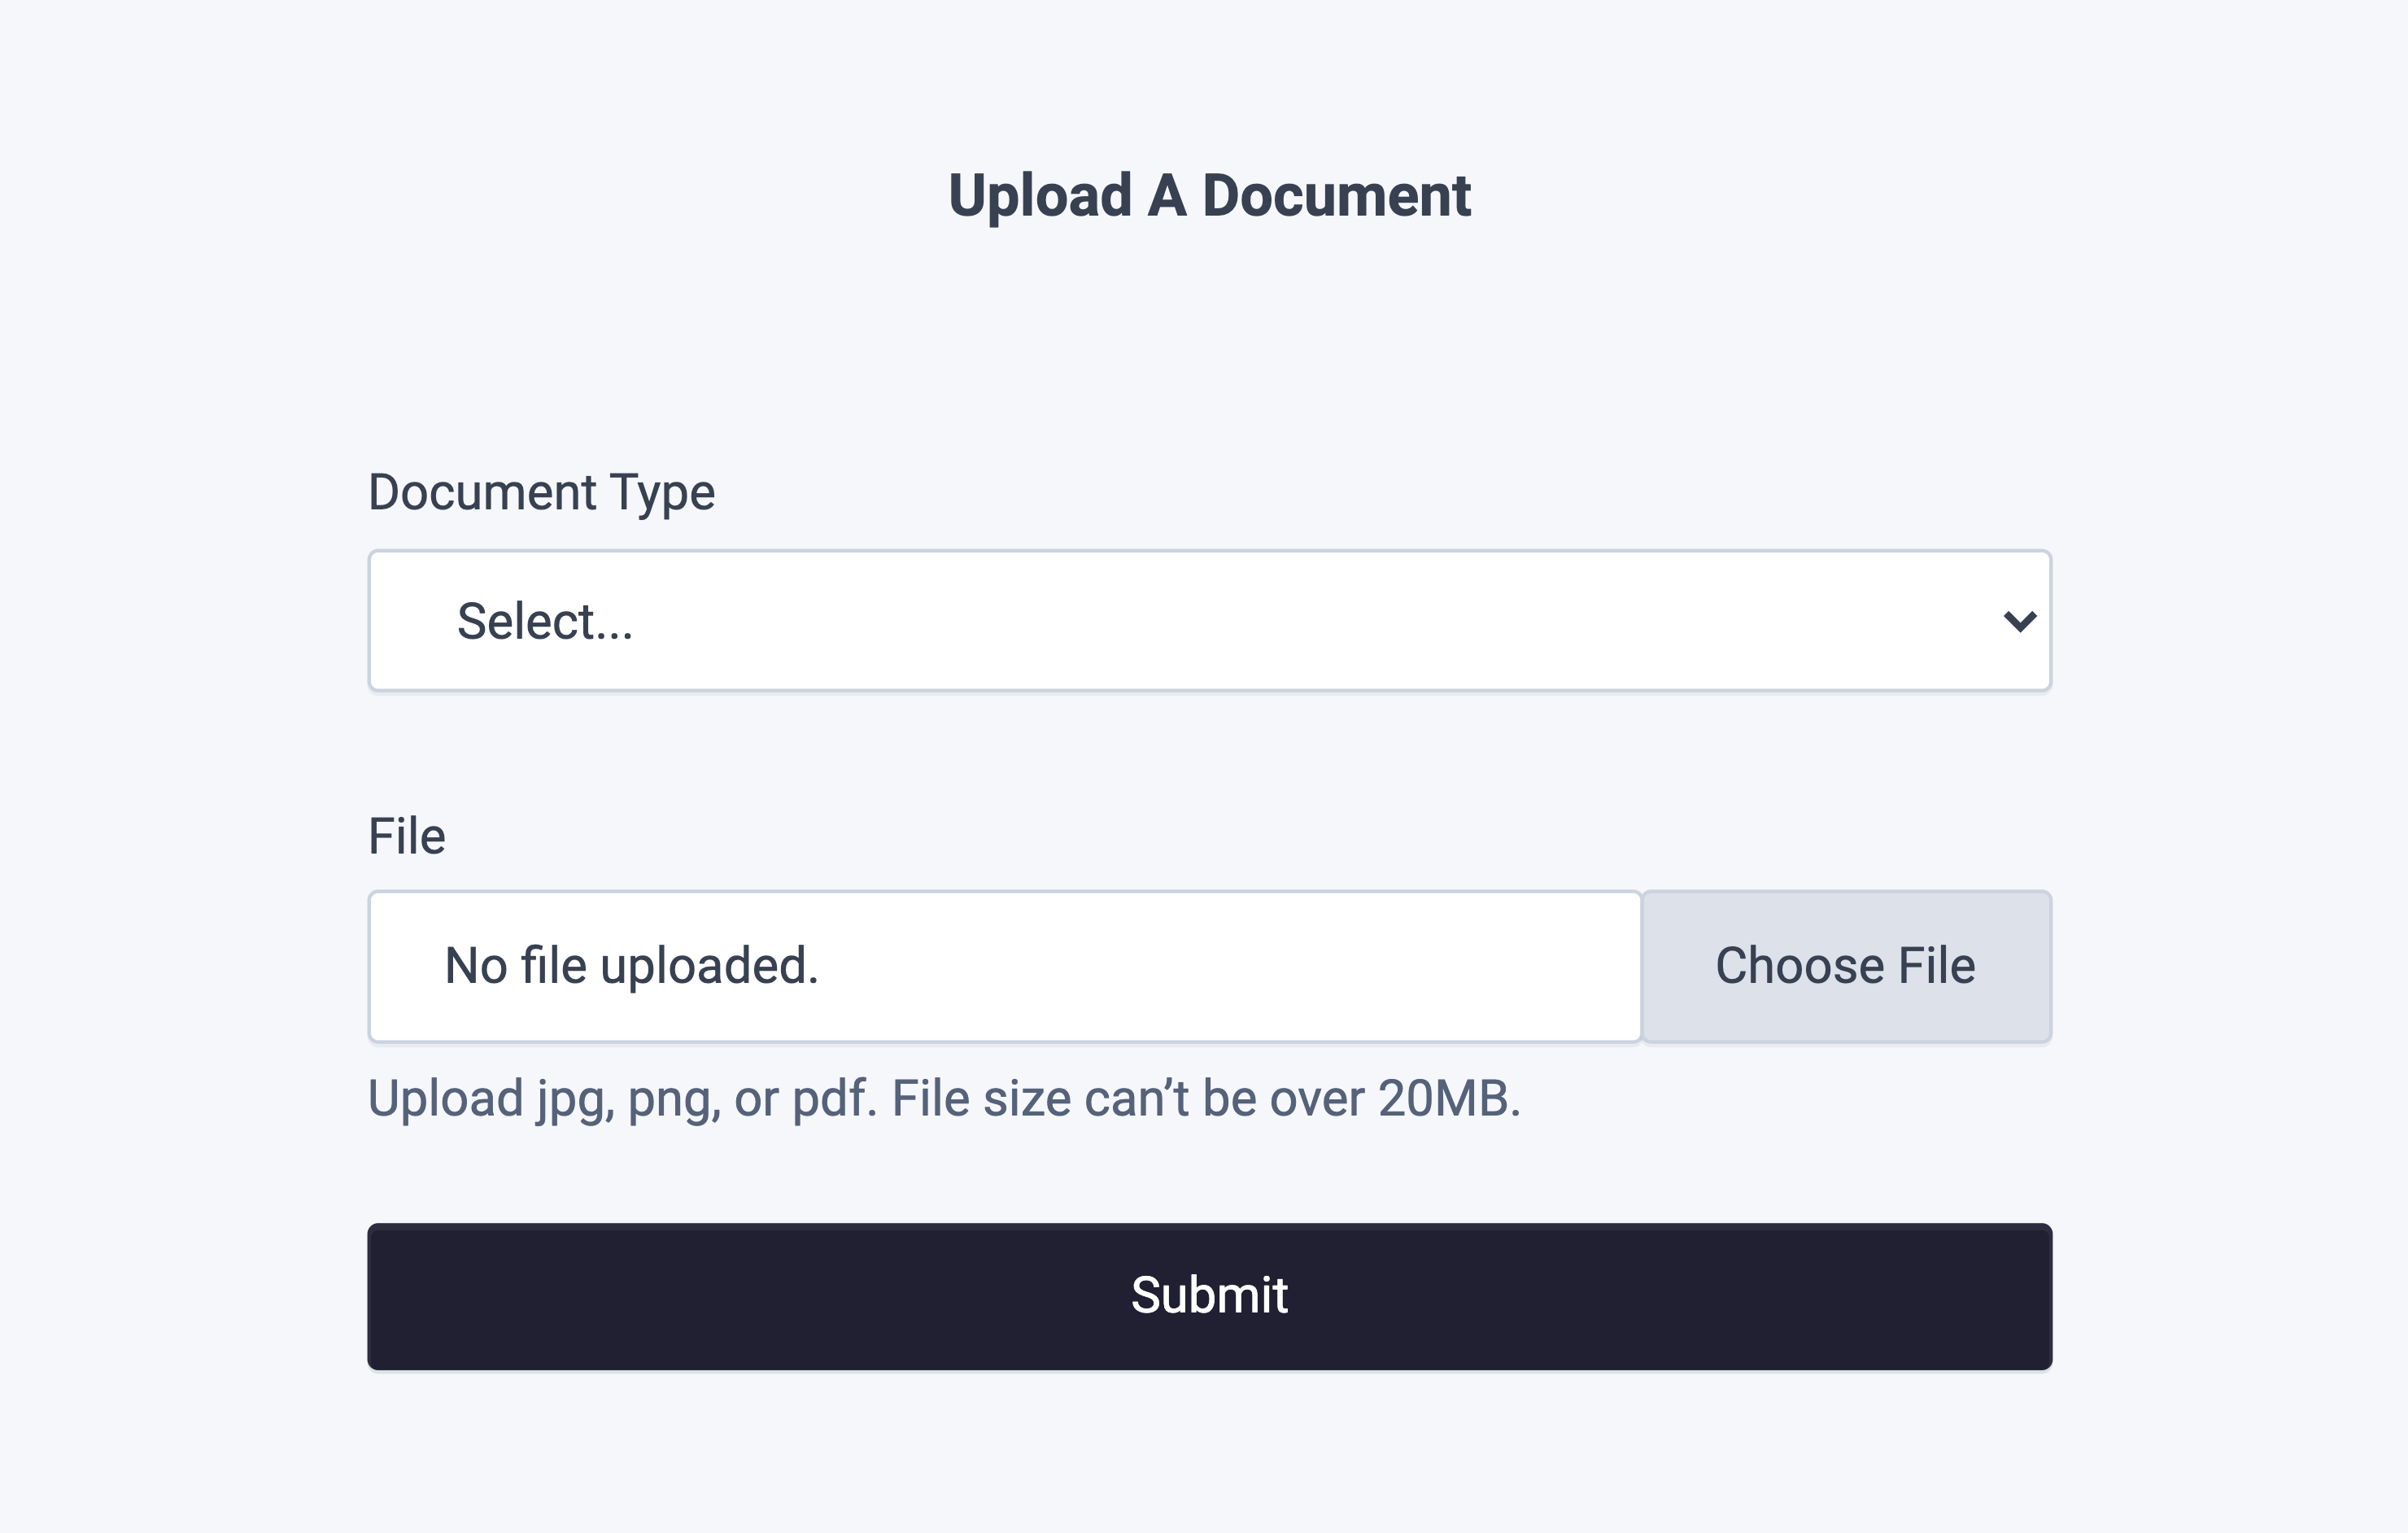 Upload A Document
Document Type
Select...
File
No file uploaded.
Choose File
Upload jpg, png, or pdf. File size can’t be over 20MB.
Submit